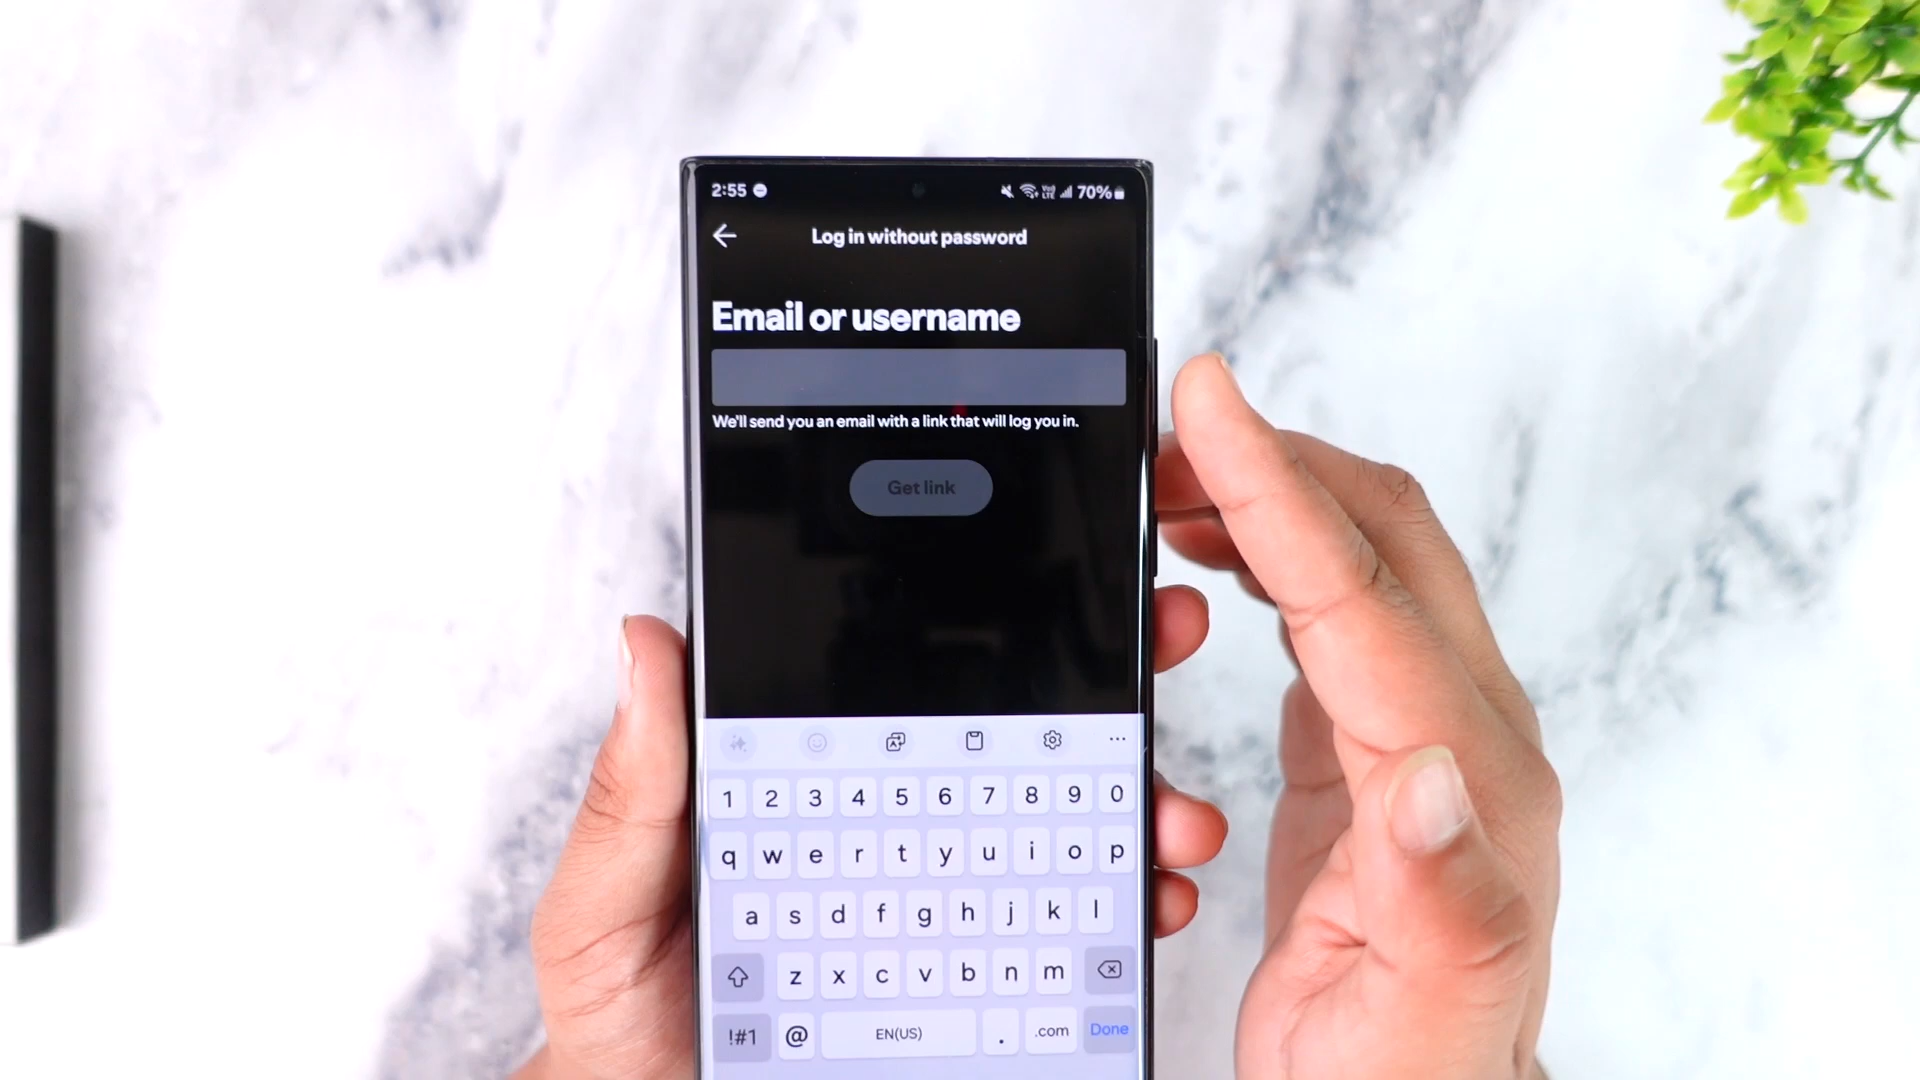 2:55 Vo) LTE 70%
Log in without password
Email or username
We'll send you an email with a link that will log you in.
Get link
1 2 3 4 5 6 7 8 9 0
q w e r t y u i o p
a s d f g h j k l
z x c v b n m
!#1 @ EN(US) . .com Done